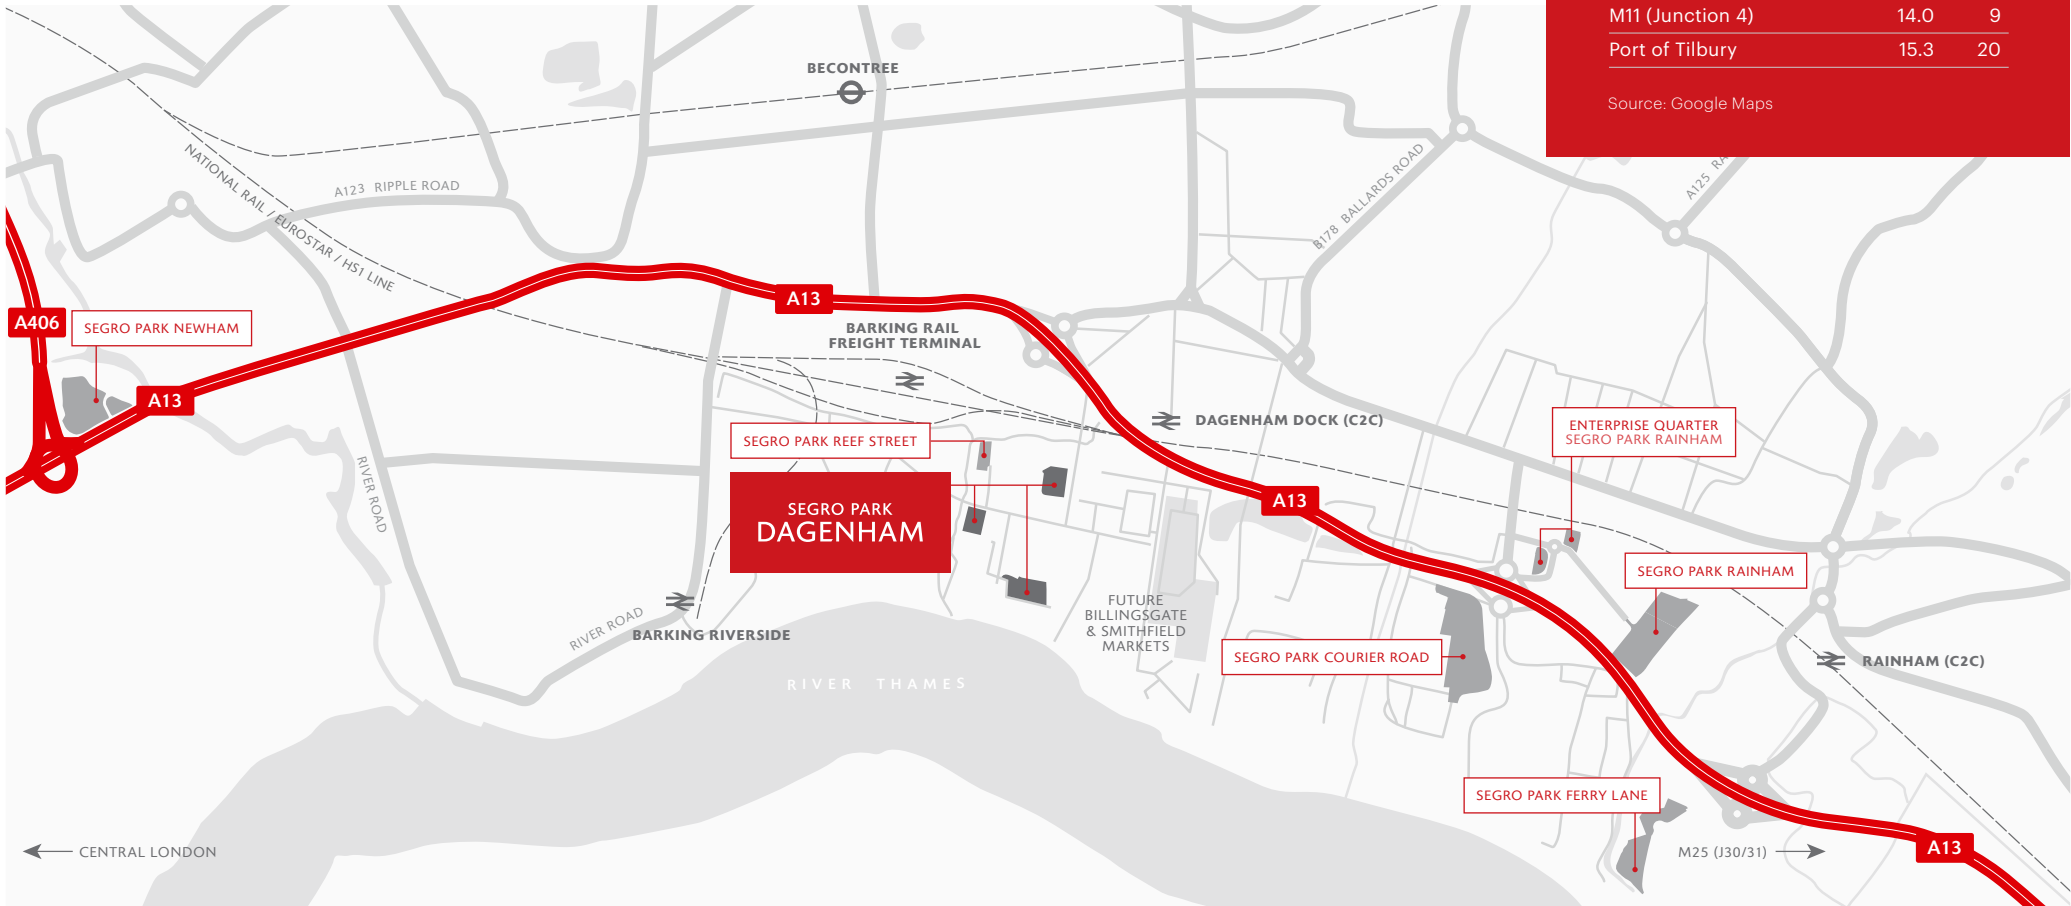 M11 (Junction 4) 14.0 9
Port of Tilbury 15.3 20
Source: Google Maps
BECONTREE
NATIONAL RAIL / EUROSTAR / HS1 LINE
A123 RIPPLE ROAD
B178 BALLARDS ROAD
A125
A406
SEGRO PARK NEWHAM
A13
A13
BARKING RAIL
FREIGHT TERMINAL
DAGENHAM DOCK (C2C)
SEGRO PARK REEF STREET
ENTERPRISE QUARTER
SEGRO PARK RAINHAM
RIVER ROAD
SEGRO PARK
DAGENHAM
A13
SEGRO PARK RAINHAM
RIVER ROAD
BARKING RIVERSIDE
FUTURE
BILLINGSGATE
& SMITHFIELD
MARKETS
SEGRO PARK COURIER ROAD
RAINHAM (C2C)
RIVER THAMES
SEGRO PARK FERRY LANE
CENTRAL LONDON
M25 (J30/31)
A13